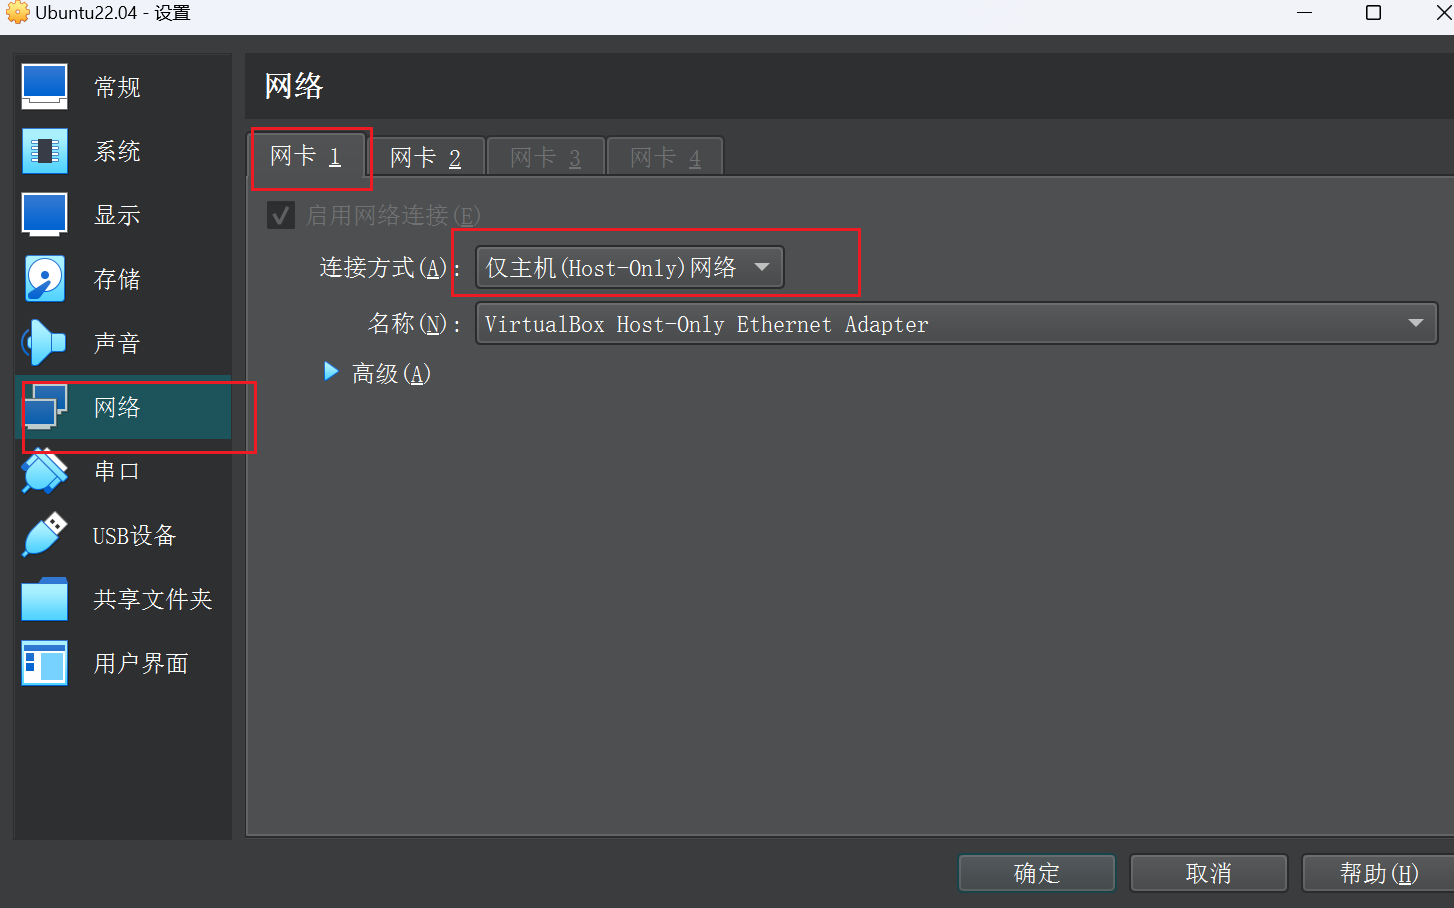 Ubuntu22.04 - 设置
常规
系统
显示
存储
声音
网络
串口
USB设备
共享文件夹
用户界面
网络
网卡 1 网卡 2 网卡 3 网卡 4
启用网络连接(E)
连接方式(A): 仅主机(Host-Only)网络
名称(N): VirtualBox Host-Only Ethernet Adapter
高级(A)
确定 取消 帮助(H)